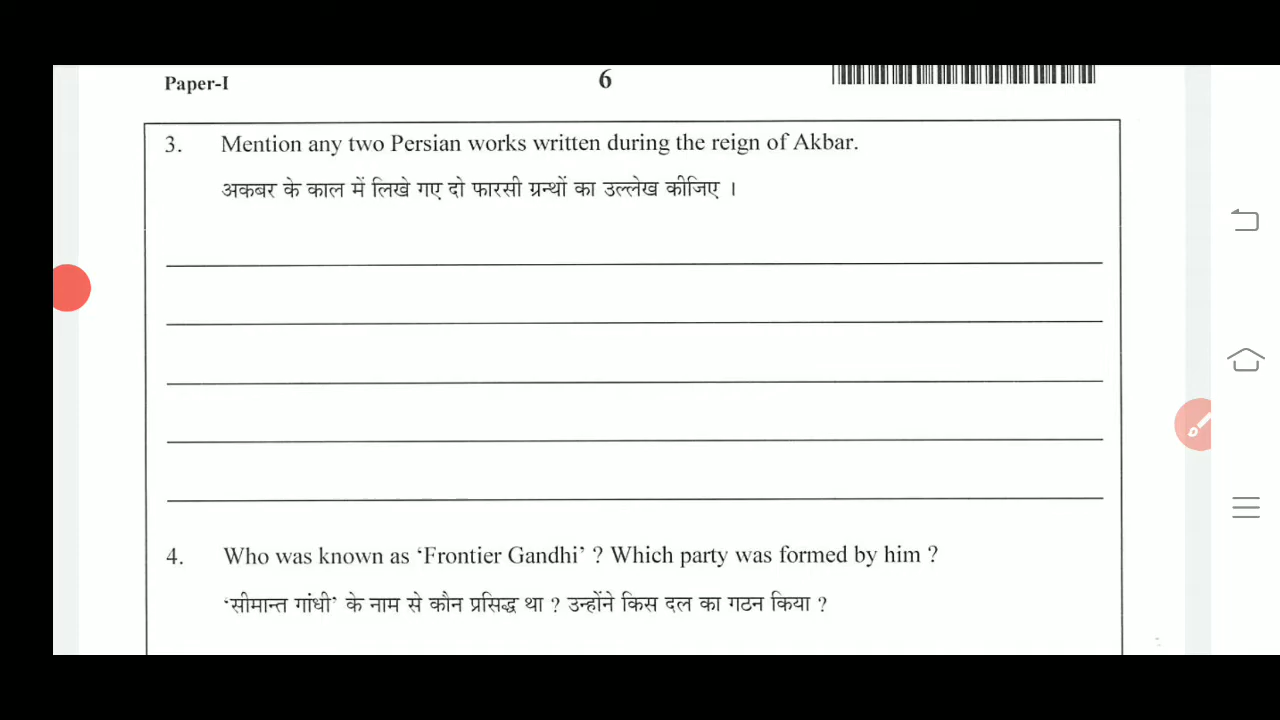 Paper-I
6
3. Mention any two Persian works written during the reign of Akbar.
अकबर के काल में लिखे गए दो फारसी ग्रन्थों का उल्लेख कीजिए ।
4. Who was known as ‘Frontier Gandhi’ ? Which party was formed by him ?
‘सीमान्त गांधी’ के नाम से कौन प्रसिद्ध था ? उन्होंने किस दल का गठन किया ?